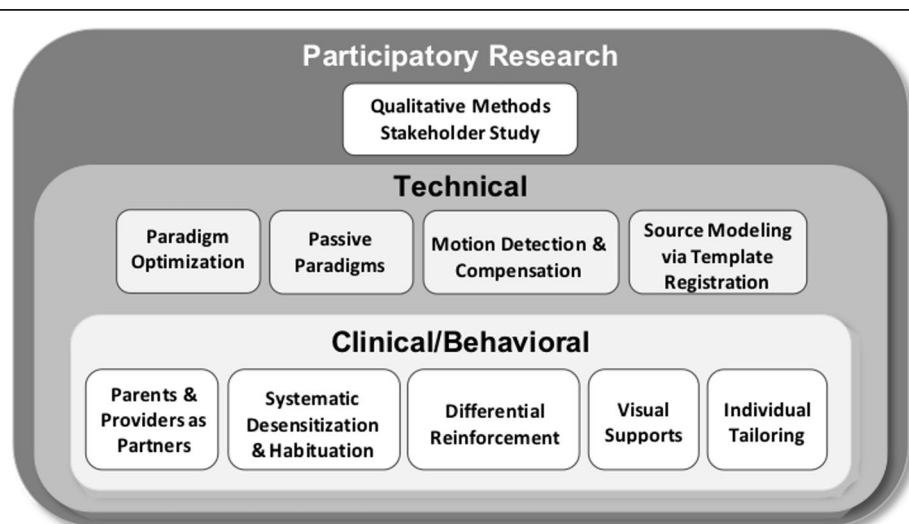 Participatory Research
Qualitative Methods
Stakeholder Study
Technical
Paradigm
Optimization
Passive
Paradigms
Motion Detection &
Compensation
Source Modeling
via Template
Registration
Clinical/Behavioral
Parents &
Providers as
Partners
Systematic
Desensitization
& Habituation
Differential
Reinforcement
Visual
Supports
Individual
Tailoring